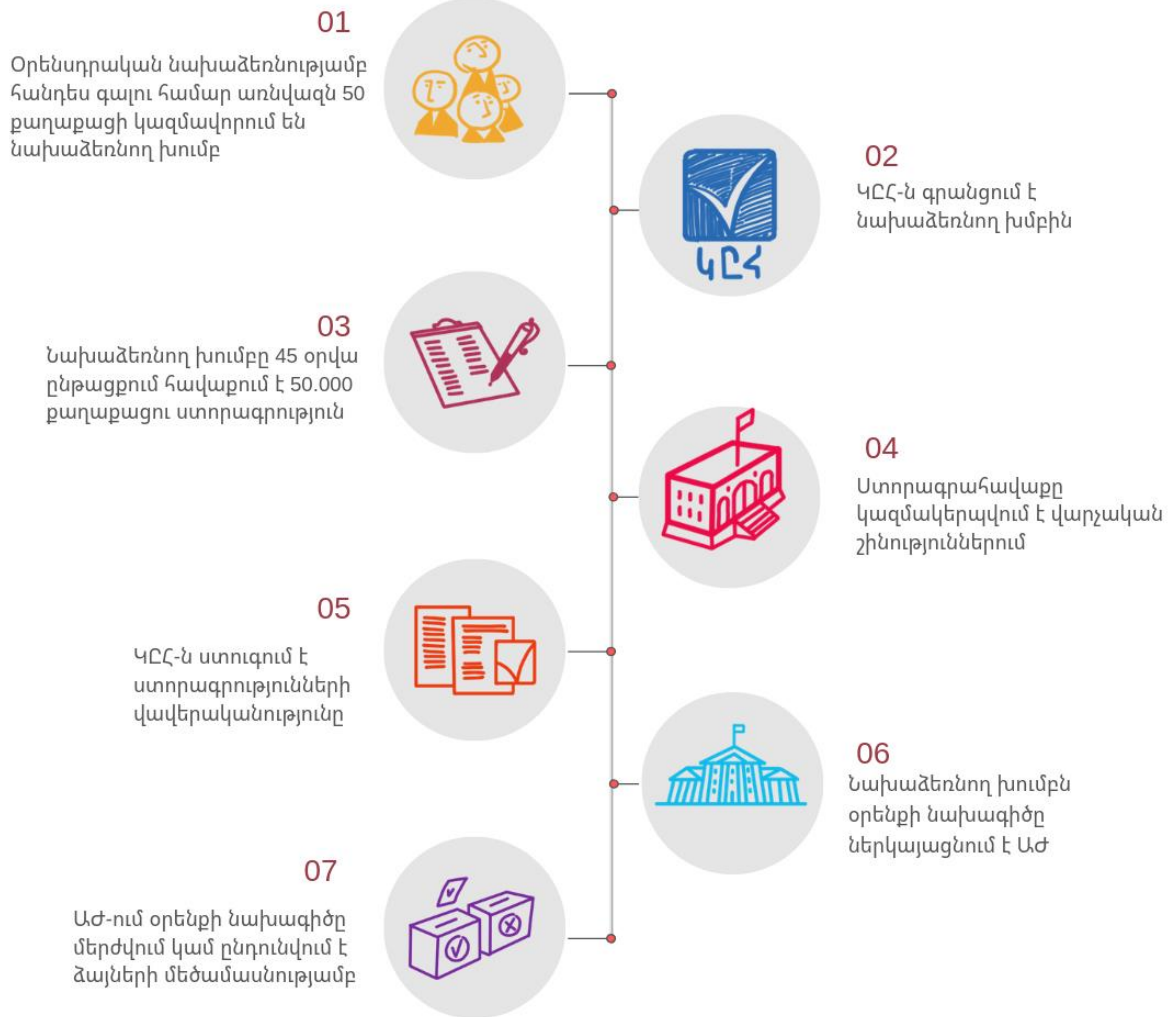 01
Օրենսդրական նախաձեռնությամբ
հանդես գալու համար առնվազն 50
քաղաքացի կազմավորում են
նախաձեռնող խումբ
02
ԿԸՀ-ն գրանցում է
նախաձեռնող խմբին
ԿԸՀ
03
Նախաձեռնող խումբը 45 օրվա
ընթացքում հավաքում է 50.000
քաղաքացու ստորագրություն
04
Ստորագրահավաքը
կազմակերպվում է վարչական
շինություններում
05
ԿԸՀ-ն ստուգում է
ստորագրությունների
վավերականությունը
06
Նախաձեռնող խումբն
օրենքի նախագիծը
ներկայացնում է ԱԺ
07
ԱԺ-ում օրենքի նախագիծը
մերժվում կամ ընդունվում է
ձայների մեծամասնությամբ